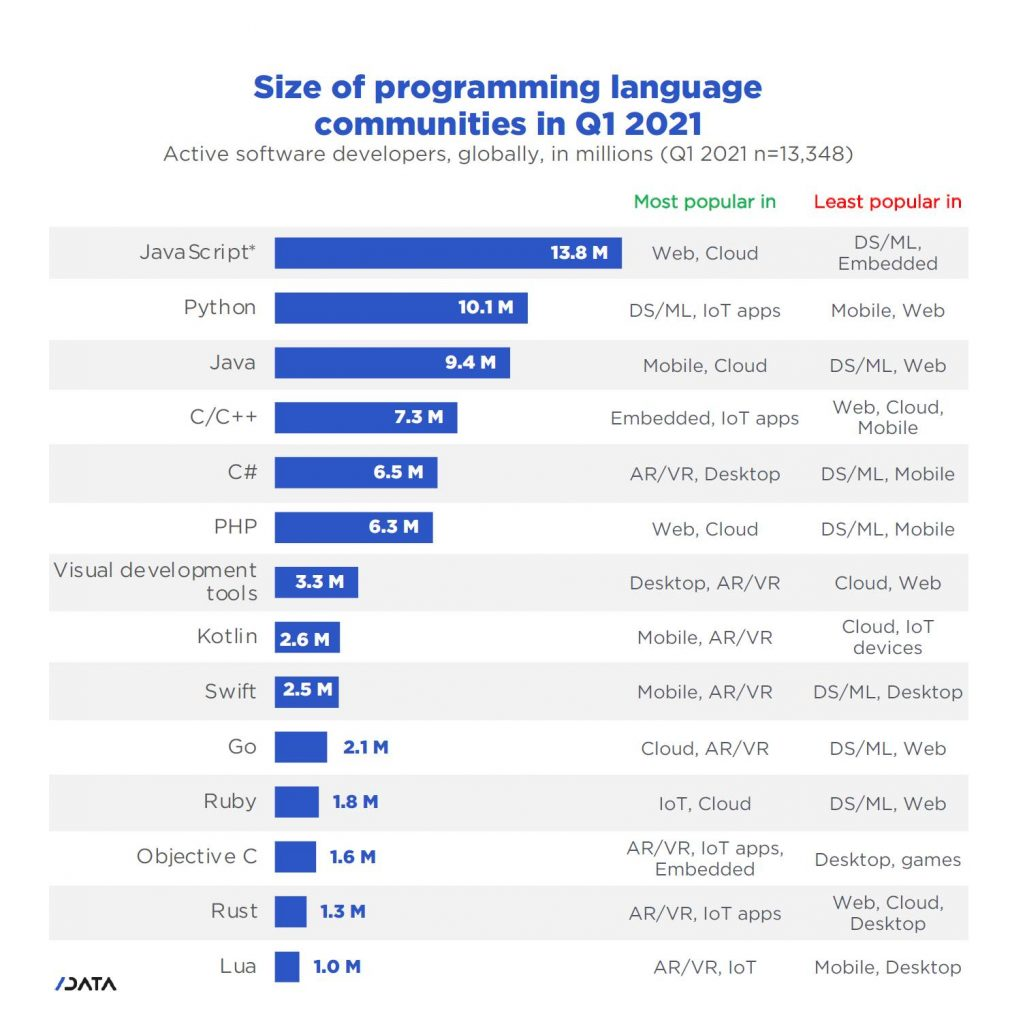 Size of programming language
communities in Q1 2021
Active software developers, globally, in millions (Q1 2021 n=13,348)
Most popular in Least popular in
JavaScript* 13.8 M Web, Cloud DS/ML,
Embedded
Python 10.1 M DS/ML, IoT apps Mobile, Web
Java 9.4 M Mobile, Cloud DS/ML, Web
C/C++ 7.3 M Embedded, IoT apps Web, Cloud,
Mobile
C# 6.5 M AR/VR, Desktop DS/ML, Mobile
PHP 6.3 M Web, Cloud DS/ML, Mobile
Visual development
tools 3.3 M Desktop, AR/VR Cloud, Web
Kotlin 2.6 M Mobile, AR/VR Cloud, IoT
devices
Swift 2.5 M Mobile, AR/VR DS/ML, Desktop
Go 2.1 M Cloud, AR/VR DS/ML, Web
Ruby 1.8 M IoT, Cloud DS/ML, Web
Objective C 1.6 M AR/VR, IoT apps,
Embedded Desktop, games
Rust 1.3 M AR/VR, IoT apps Web, Cloud,
Desktop
Lua 1.0 M AR/VR, IoT Mobile, Desktop
/DATA